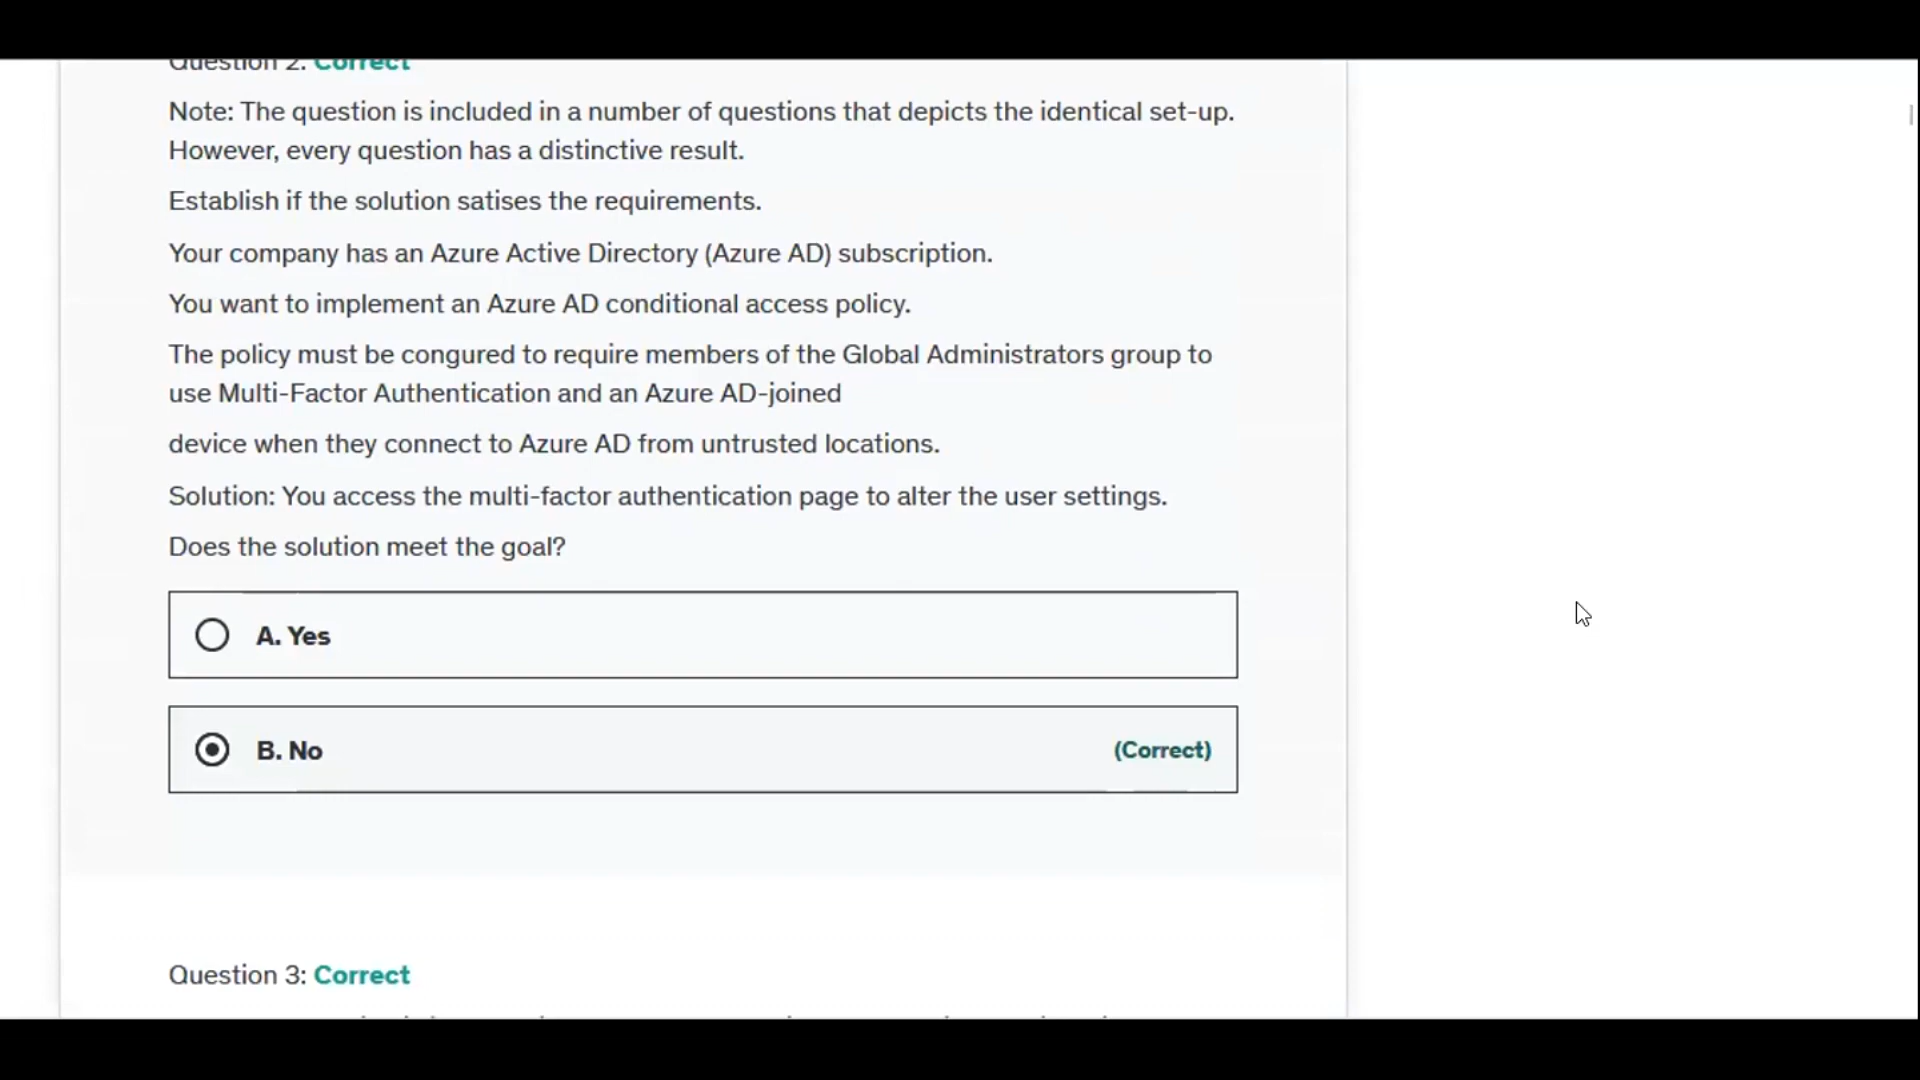 Question 2: Correct
Note: The question is included in a number of questions that depicts the identical set-up.
However, every question has a distinctive result.
Establish if the solution satises the requirements.
Your company has an Azure Active Directory (Azure AD) subscription.
You want to implement an Azure AD conditional access policy.
The policy must be congured to require members of the Global Administrators group to
use Multi-Factor Authentication and an Azure AD-joined
device when they connect to Azure AD from untrusted locations.
Solution: You access the multi-factor authentication page to alter the user settings.
Does the solution meet the goal?
A. Yes
B. No (Correct)
Question 3: Correct